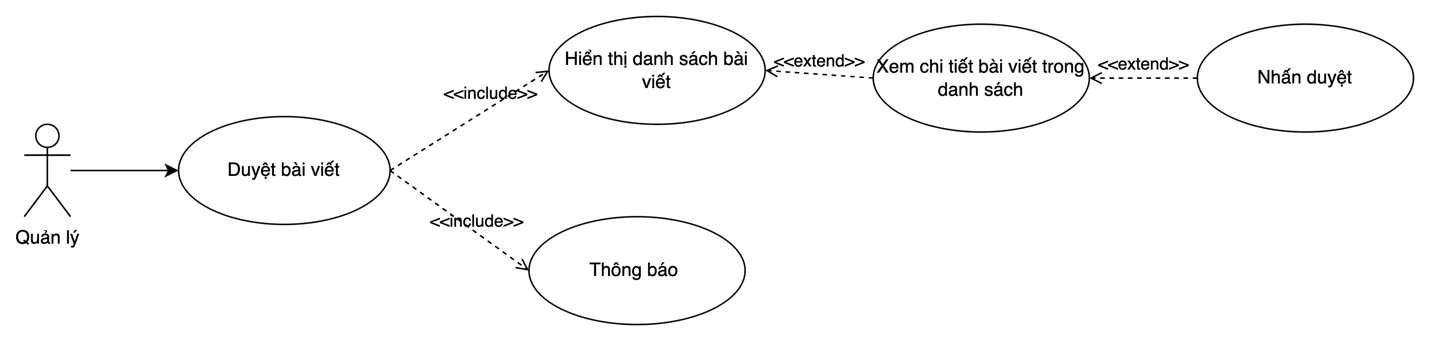 Hiển thị danh sách bài
viết
<<extend>>
Xem chi tiết bài viết trong
danh sách
<<extend>>
Nhấn duyệt
<<include>>
Duyệt bài viết
Quản lý
<<include>>
Thông báo